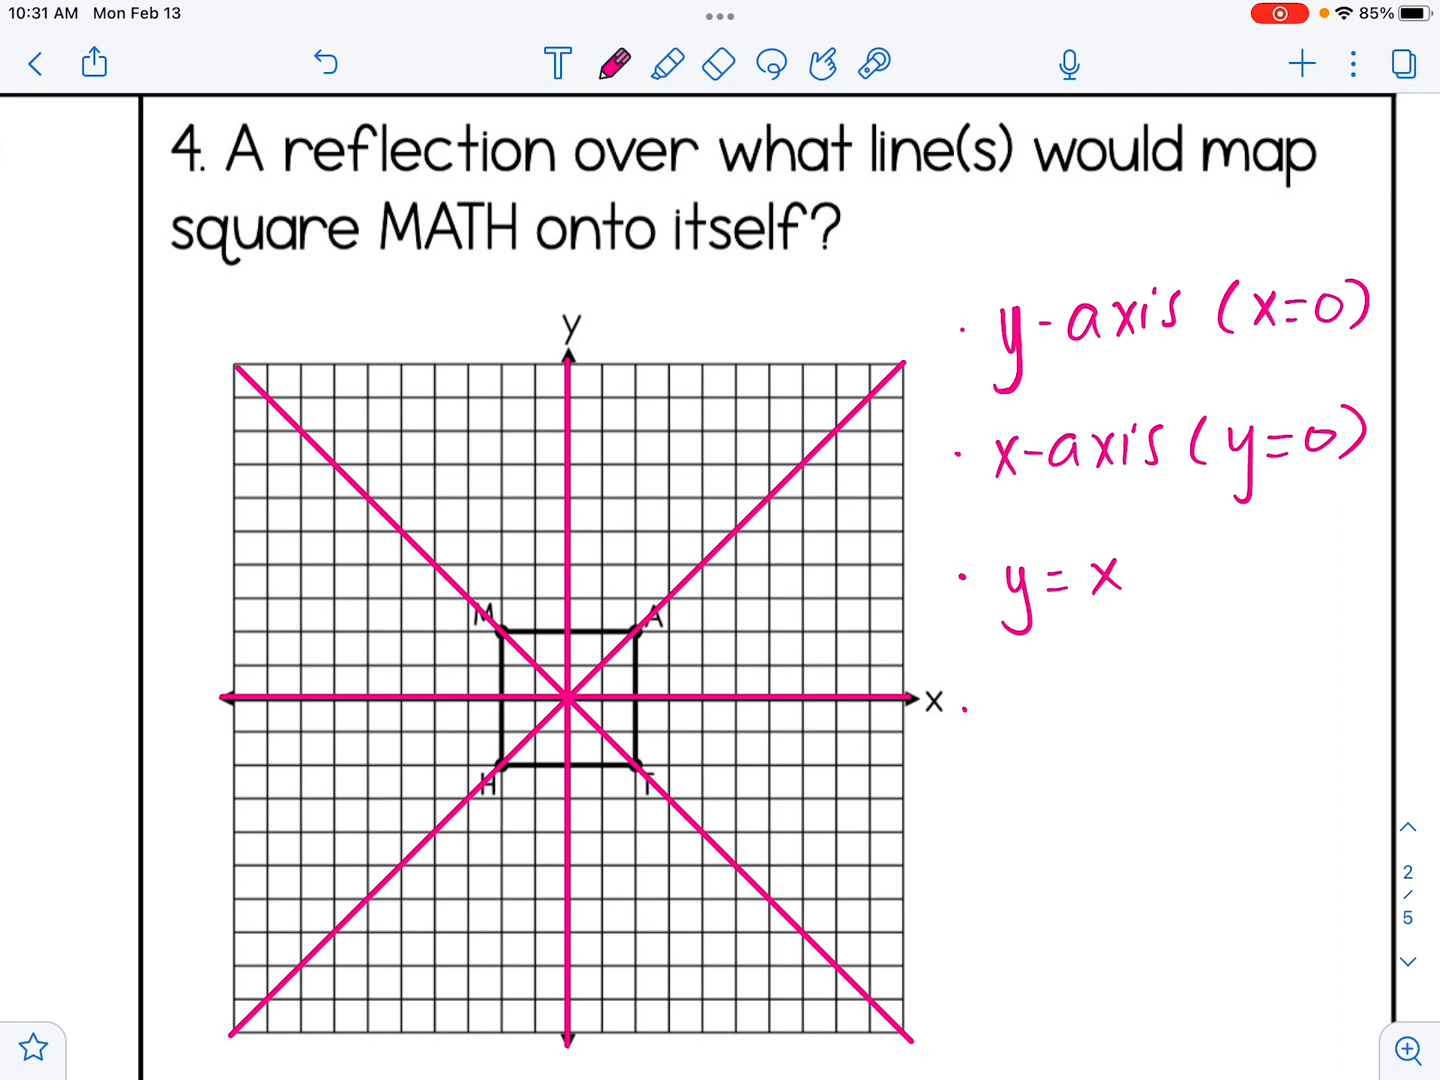 10:31 AM Mon Feb 13
85%
T
4. A reflection over what line(s) would map
square MATH onto itself?
y
· y-axis (x=0)
· x-axis (y=0)
· y = x
M A
x
·
H T
2
/
5